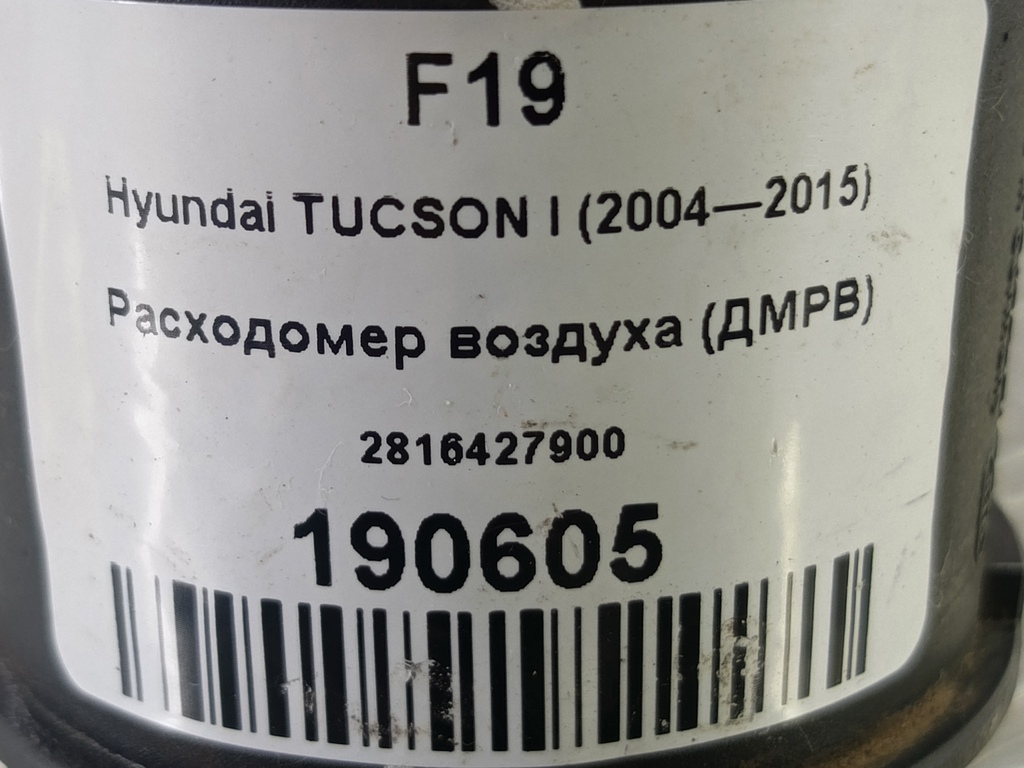 F19
Hyundai TUCSON I (2004—2015)
Расходомер воздуха (ДМРВ)
2816427900
190605